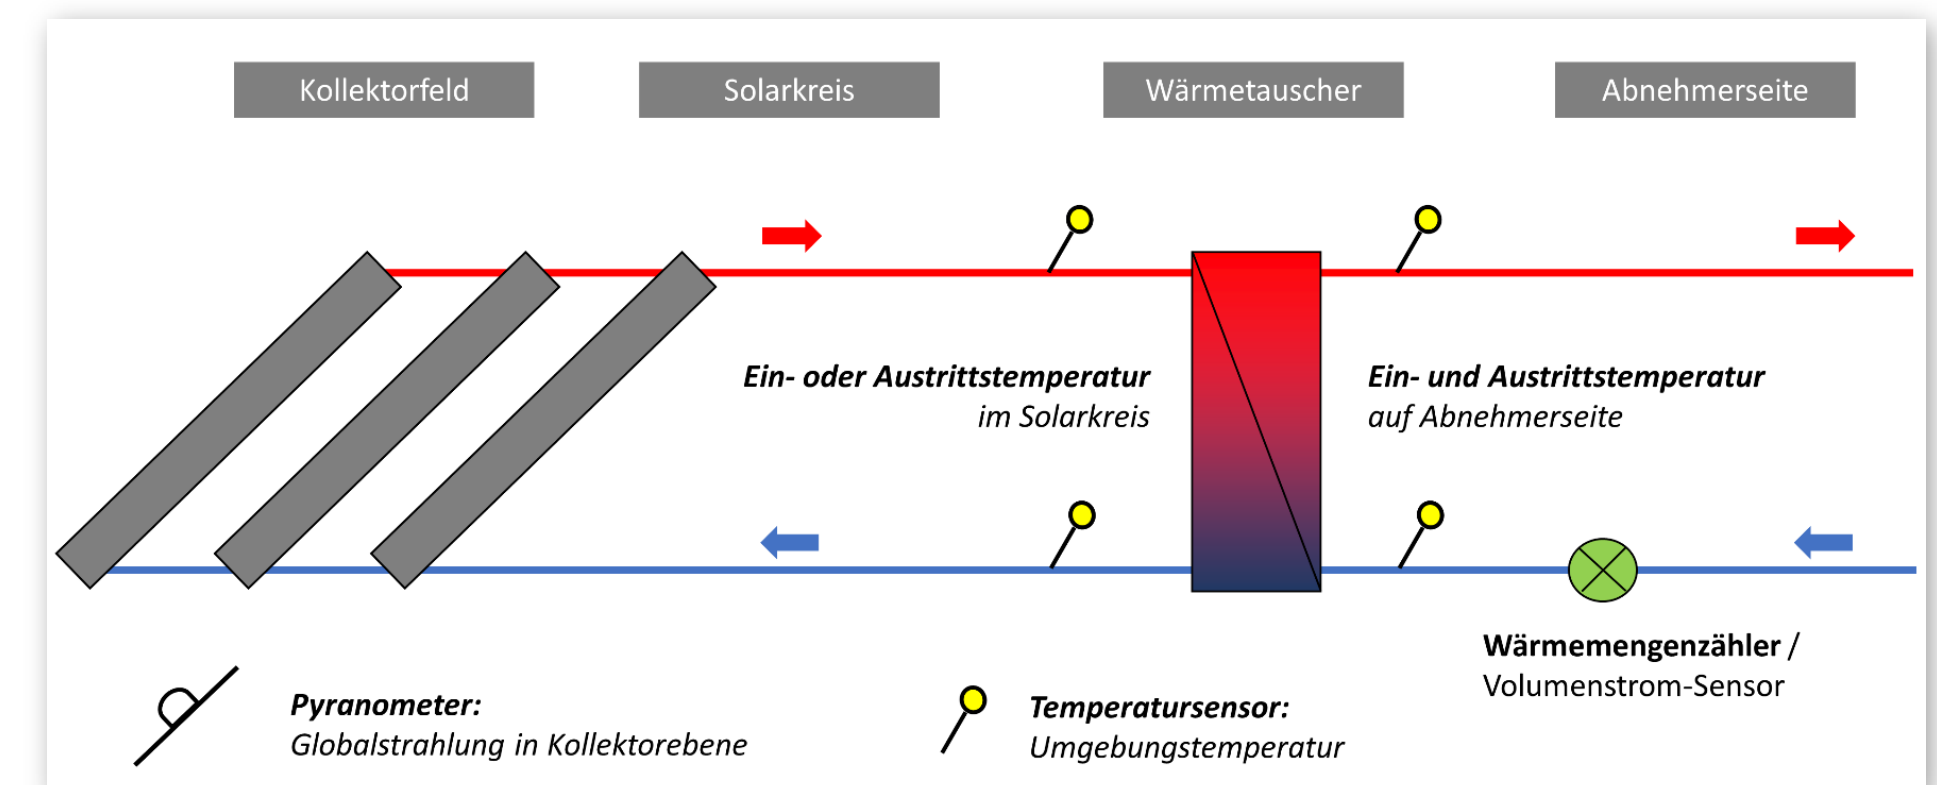 Kollektorfeld
Solarkreis
Wärmetauscher
Abnehmerseite
Ein- oder Austrittstemperatur
im Solarkreis
Ein- und Austrittstemperatur
auf Abnehmerseite
Wärmemengenzähler /
Volumenstrom-Sensor
Pyranometer:
Globalstrahlung in Kollektorebene
Temperatursensor:
Umgebungstemperatur